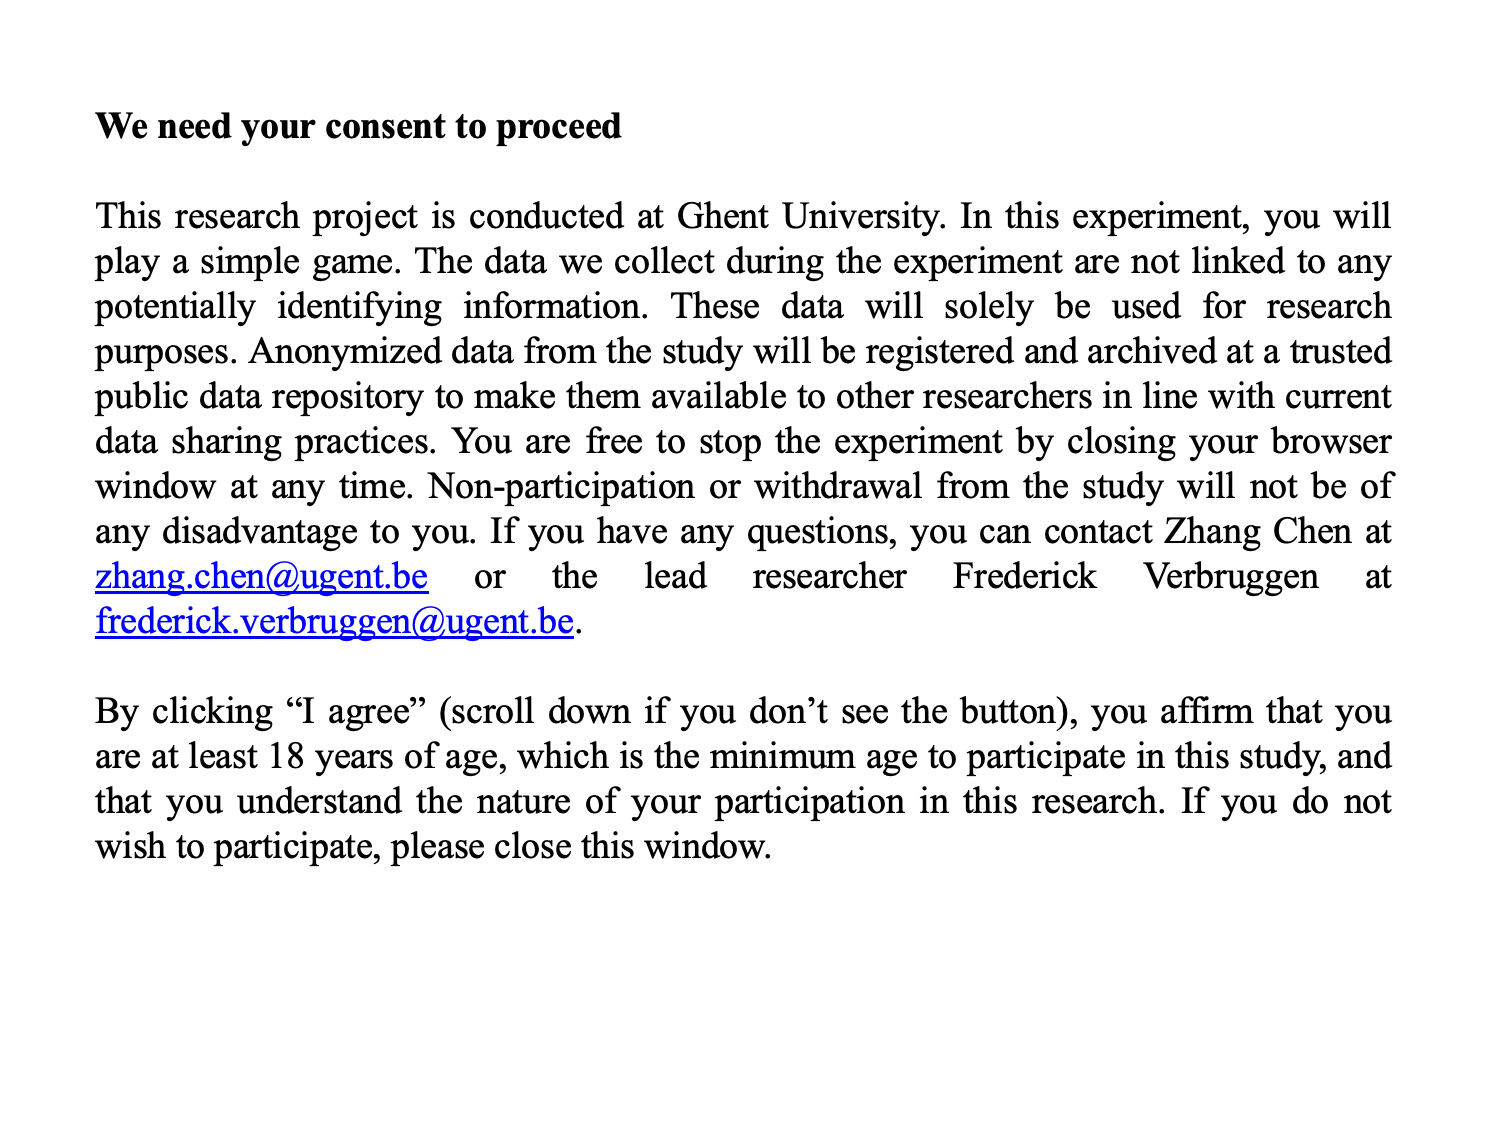 We need your consent to proceed
This research project is conducted at Ghent University. In this experiment, you will
play a simple game. The data we collect during the experiment are not linked to any
potentially identifying information. These data will solely be used for research
purposes. Anonymized data from the study will be registered and archived at a trusted
public data repository to make them available to other researchers in line with current
data sharing practices. You are free to stop the experiment by closing your browser
window at any time. Non-participation or withdrawal from the study will not be of
any disadvantage to you. If you have any questions, you can contact Zhang Chen at
zhang.chen@ugent.be or the lead researcher Frederick Verbruggen at
frederick.verbruggen@ugent.be.
By clicking “I agree” (scroll down if you don’t see the button), you affirm that you
are at least 18 years of age, which is the minimum age to participate in this study, and
that you understand the nature of your participation in this research. If you do not
wish to participate, please close this window.